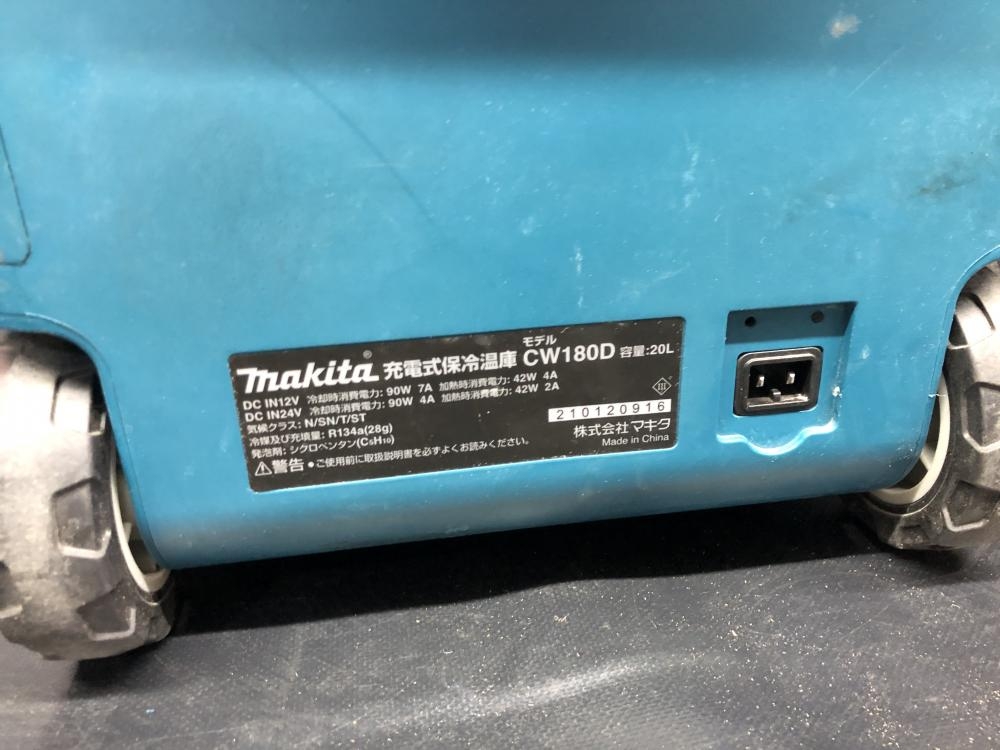 makita® 充電式保冷温庫 モデル CW180D 容量:20L
DC IN12V 冷却時消費電力: 90W 7A 加熱時消費電力: 42W 4A
DC IN24V 冷却時消費電力: 90W 4A 加熱時消費電力: 42W 2A
気候クラス: N/SN/T/ST
冷媒及び充填量: R134a(28g)
発泡剤: シクロペンタン(C5H10)
⚠警告 ●ご使用前に取扱説明書を必ずよくお読みください。
210120916
株式会社 マキタ
Made in China